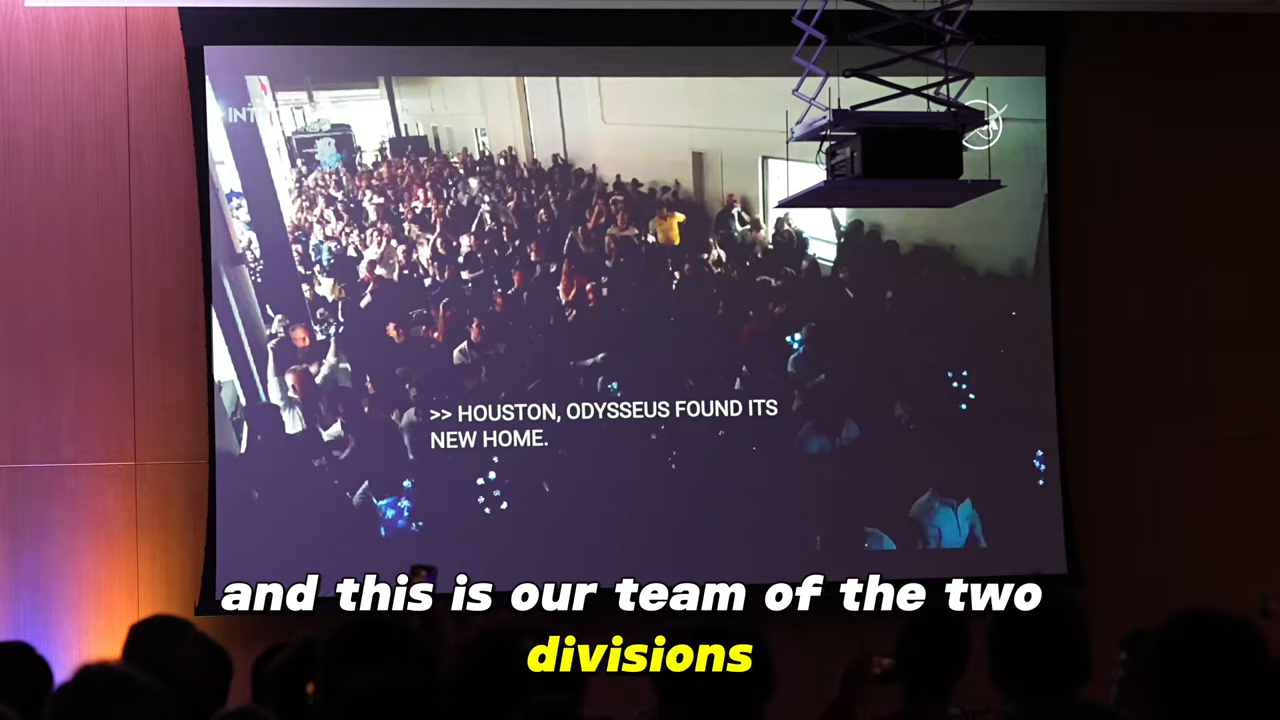 >> HOUSTON, ODYSSEUS FOUND ITS
NEW HOME.
and this is our team of the two
divisions